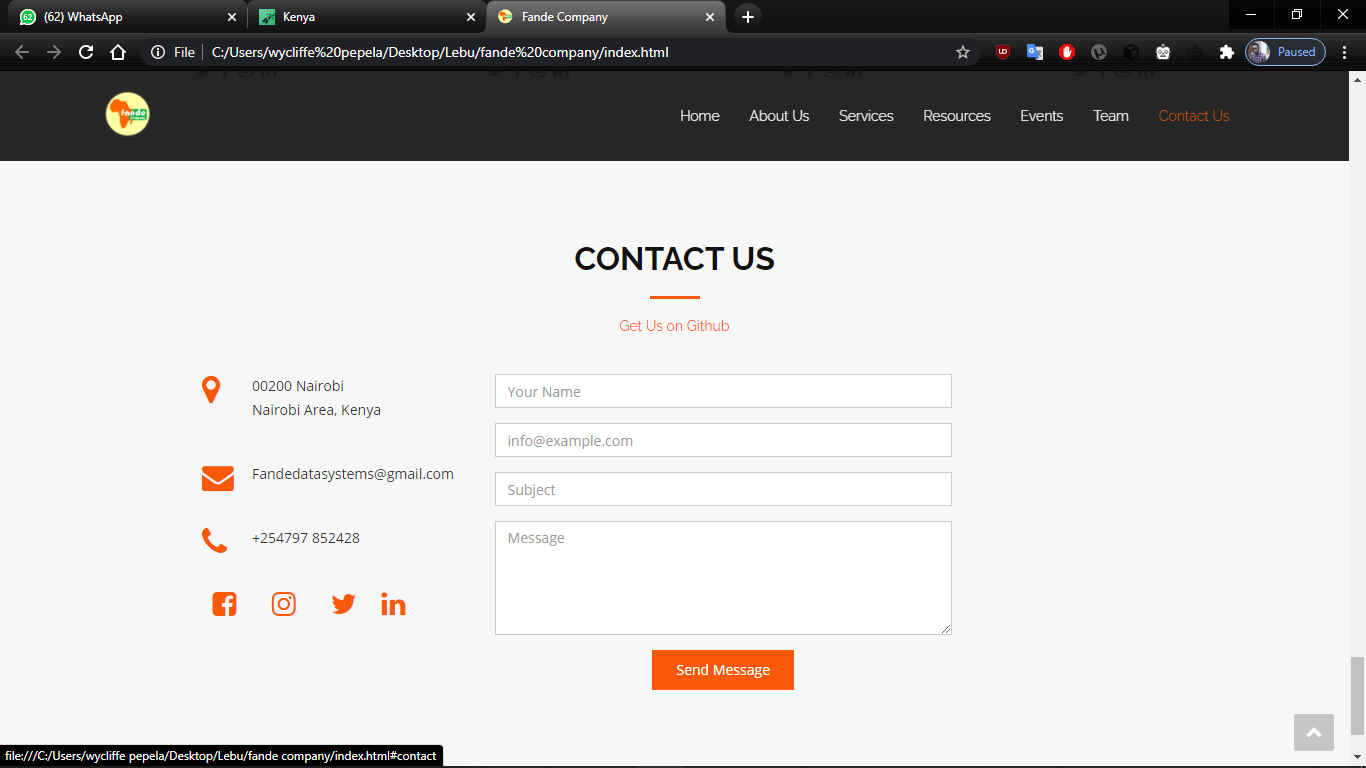 (62) WhatsApp
Kenya
Fande Company
File
C:/Users/wycliffe%20pepela/Desktop/Lebu/fande%20company/index.html
Paused
fande
Home
About Us
Services
Resources
Events
Team
Contact Us
CONTACT US
Get Us on Github
00200 Nairobi
Nairobi Area, Kenya
Fandedatasystems@gmail.com
+254797 852428
Your Name
info@example.com
Subject
Message
Send Message
file:///C:/Users/wycliffe pepela/Desktop/Lebu/fande company/index.html#contact